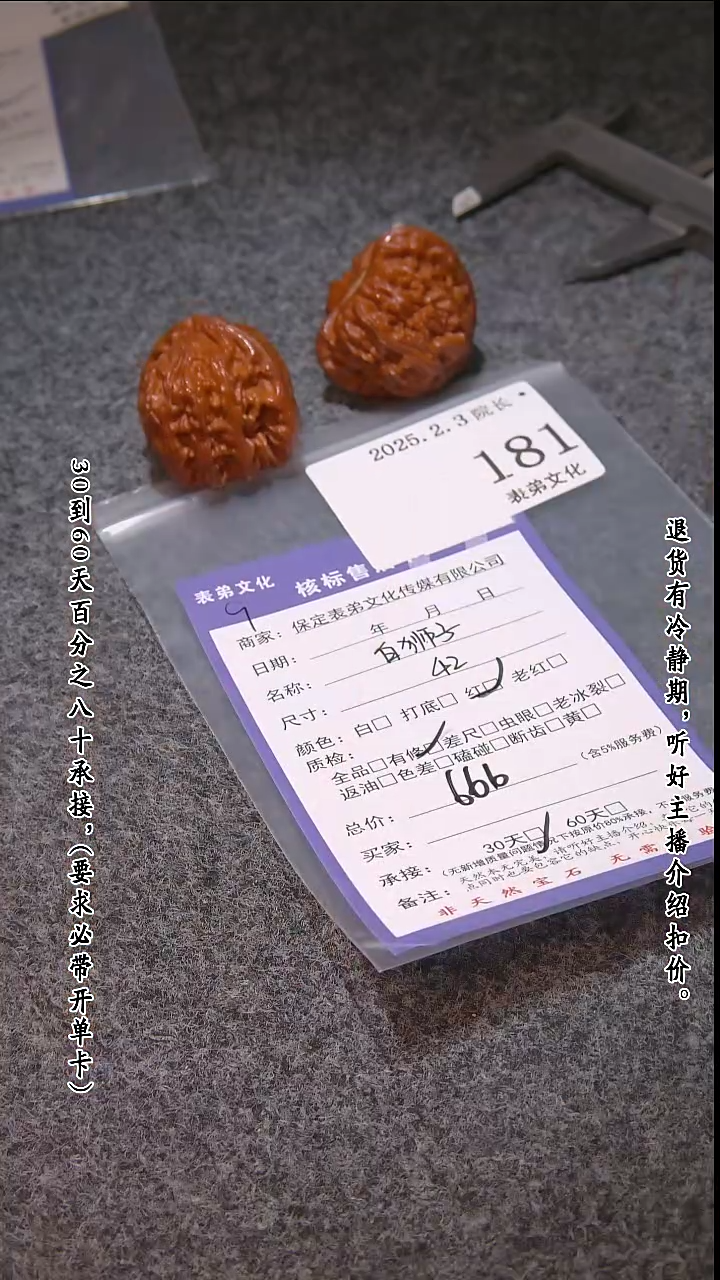 2025.2.3 院长
181
表弟文化
表弟文化 核标售
商家：保定表弟文化传媒有限公司
日期： 年 月 日
名称： 白狮子
尺寸： 42
颜色：白□ 打底□ 红□ 老红□
质检：全品□有修□差尺□虫眼□老冰裂□
返油□色差□磕碰□断齿□黄□
总价： 666 （含5%服务费）
买家：
承接： 30天□ 60天□
备注：
非天然宝石 无需
30到60天百分之八十承接，（要求必带开单卡）
退货有冷静期，听好主播介绍扣价。